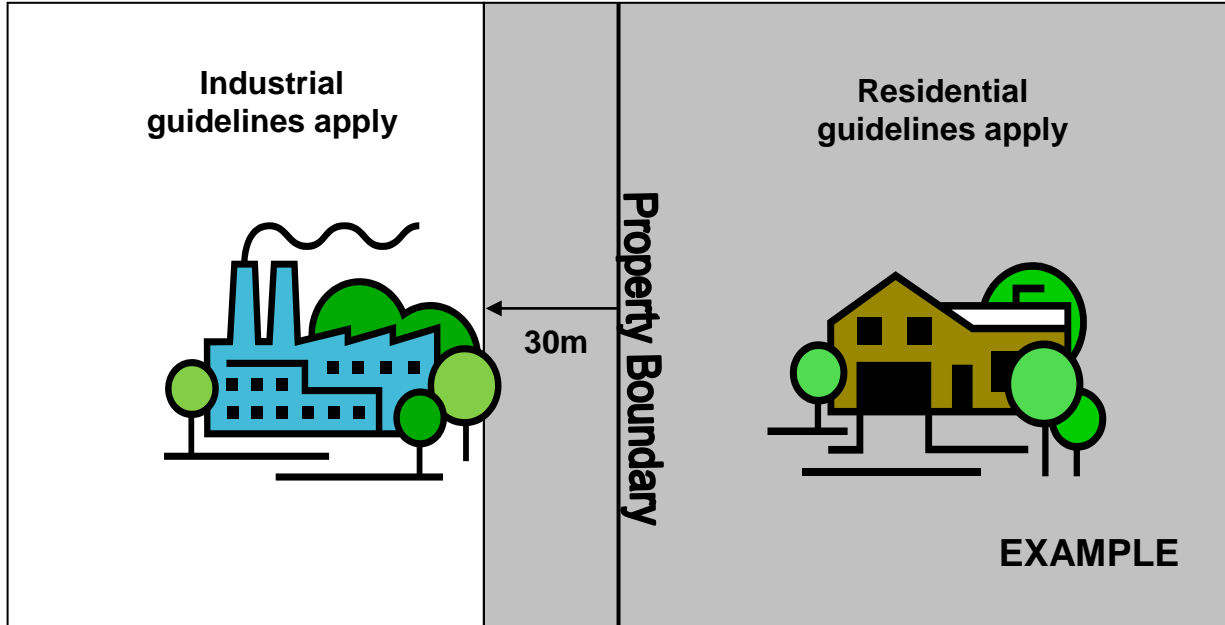 Industrial
guidelines apply
Residential
guidelines apply
Property Boundary
30m
EXAMPLE